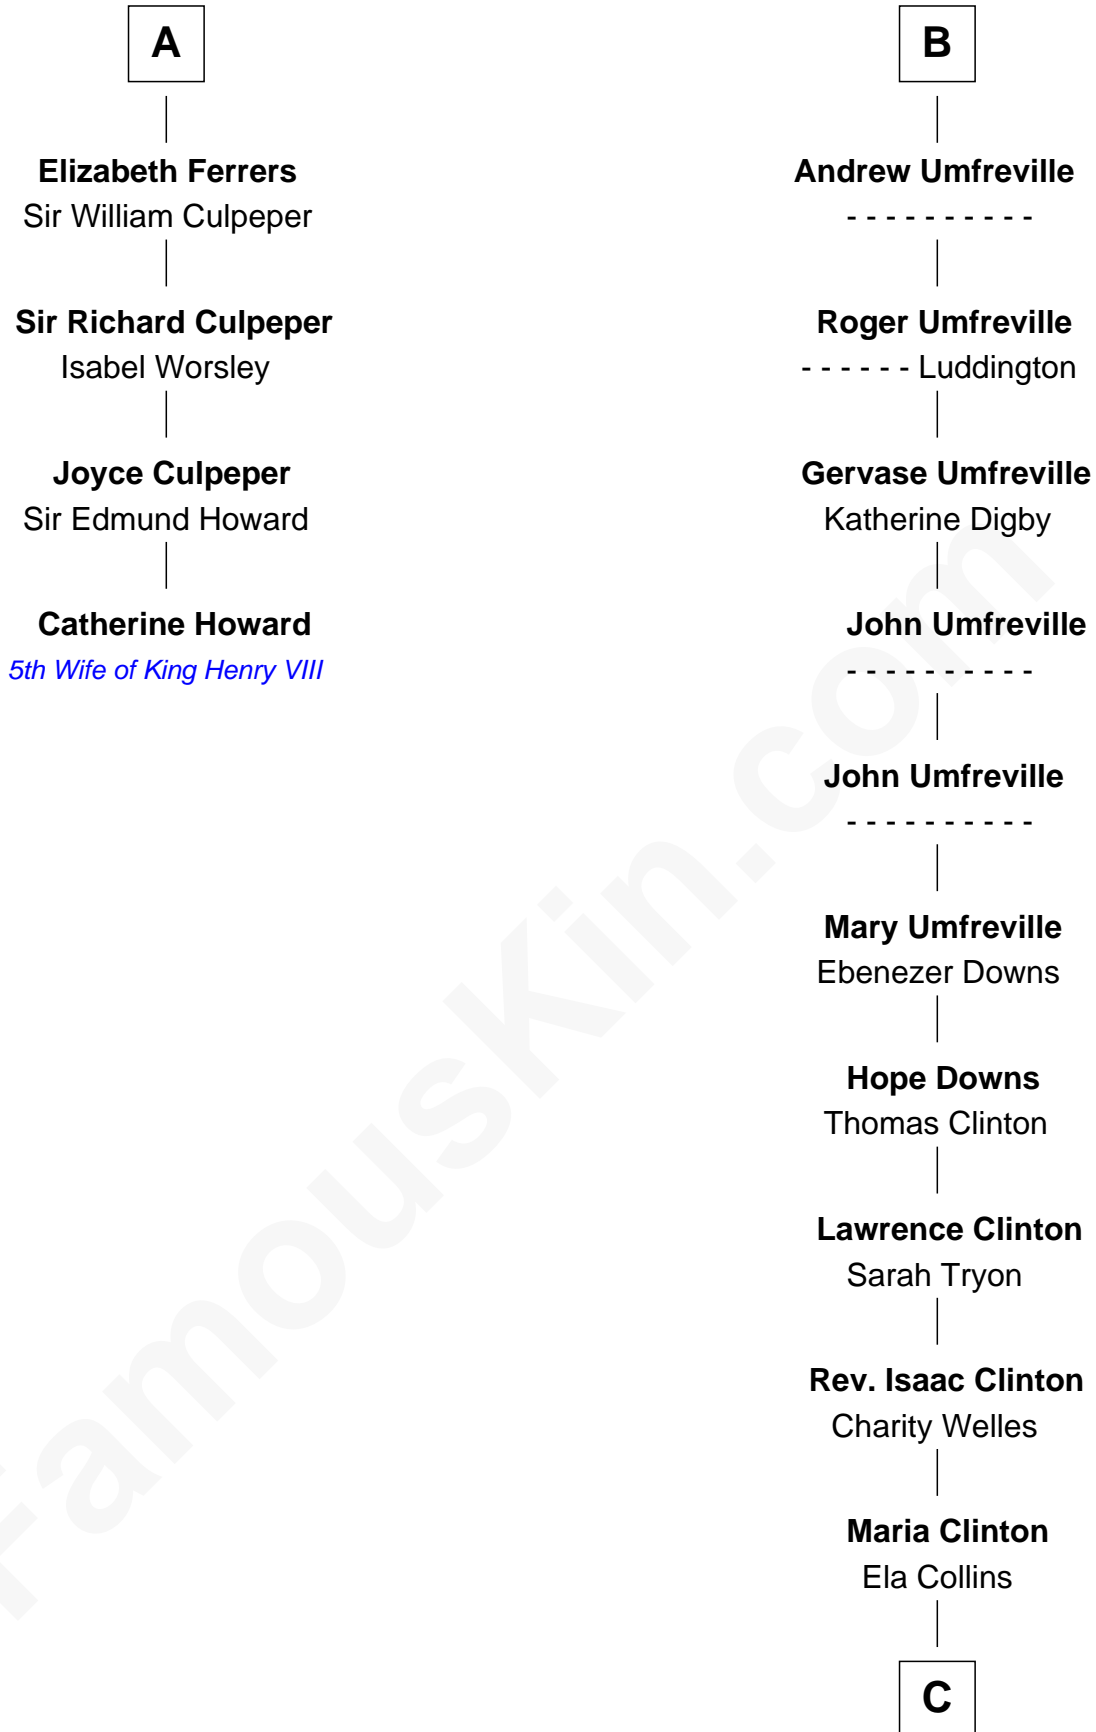 A
Elizabeth Ferrers
Sir William Culpeper
Sir Richard Culpeper
Isabel Worsley
Joyce Culpeper
Sir Edmund Howard
Catherine Howard
5th Wife of King Henry VIII
B
Andrew Umfreville
- - - - - - - - - -
Roger Umfreville
- - - - - - Luddington
Gervase Umfreville
Katherine Digby
John Umfreville
- - - - - - - - - -
John Umfreville
- - - - - - - - - -
Mary Umfreville
Ebenezer Downs
Hope Downs
Thomas Clinton
Lawrence Clinton
Sarah Tryon
Rev. Isaac Clinton
Charity Welles
Maria Clinton
Ela Collins
C
FamousKin.com